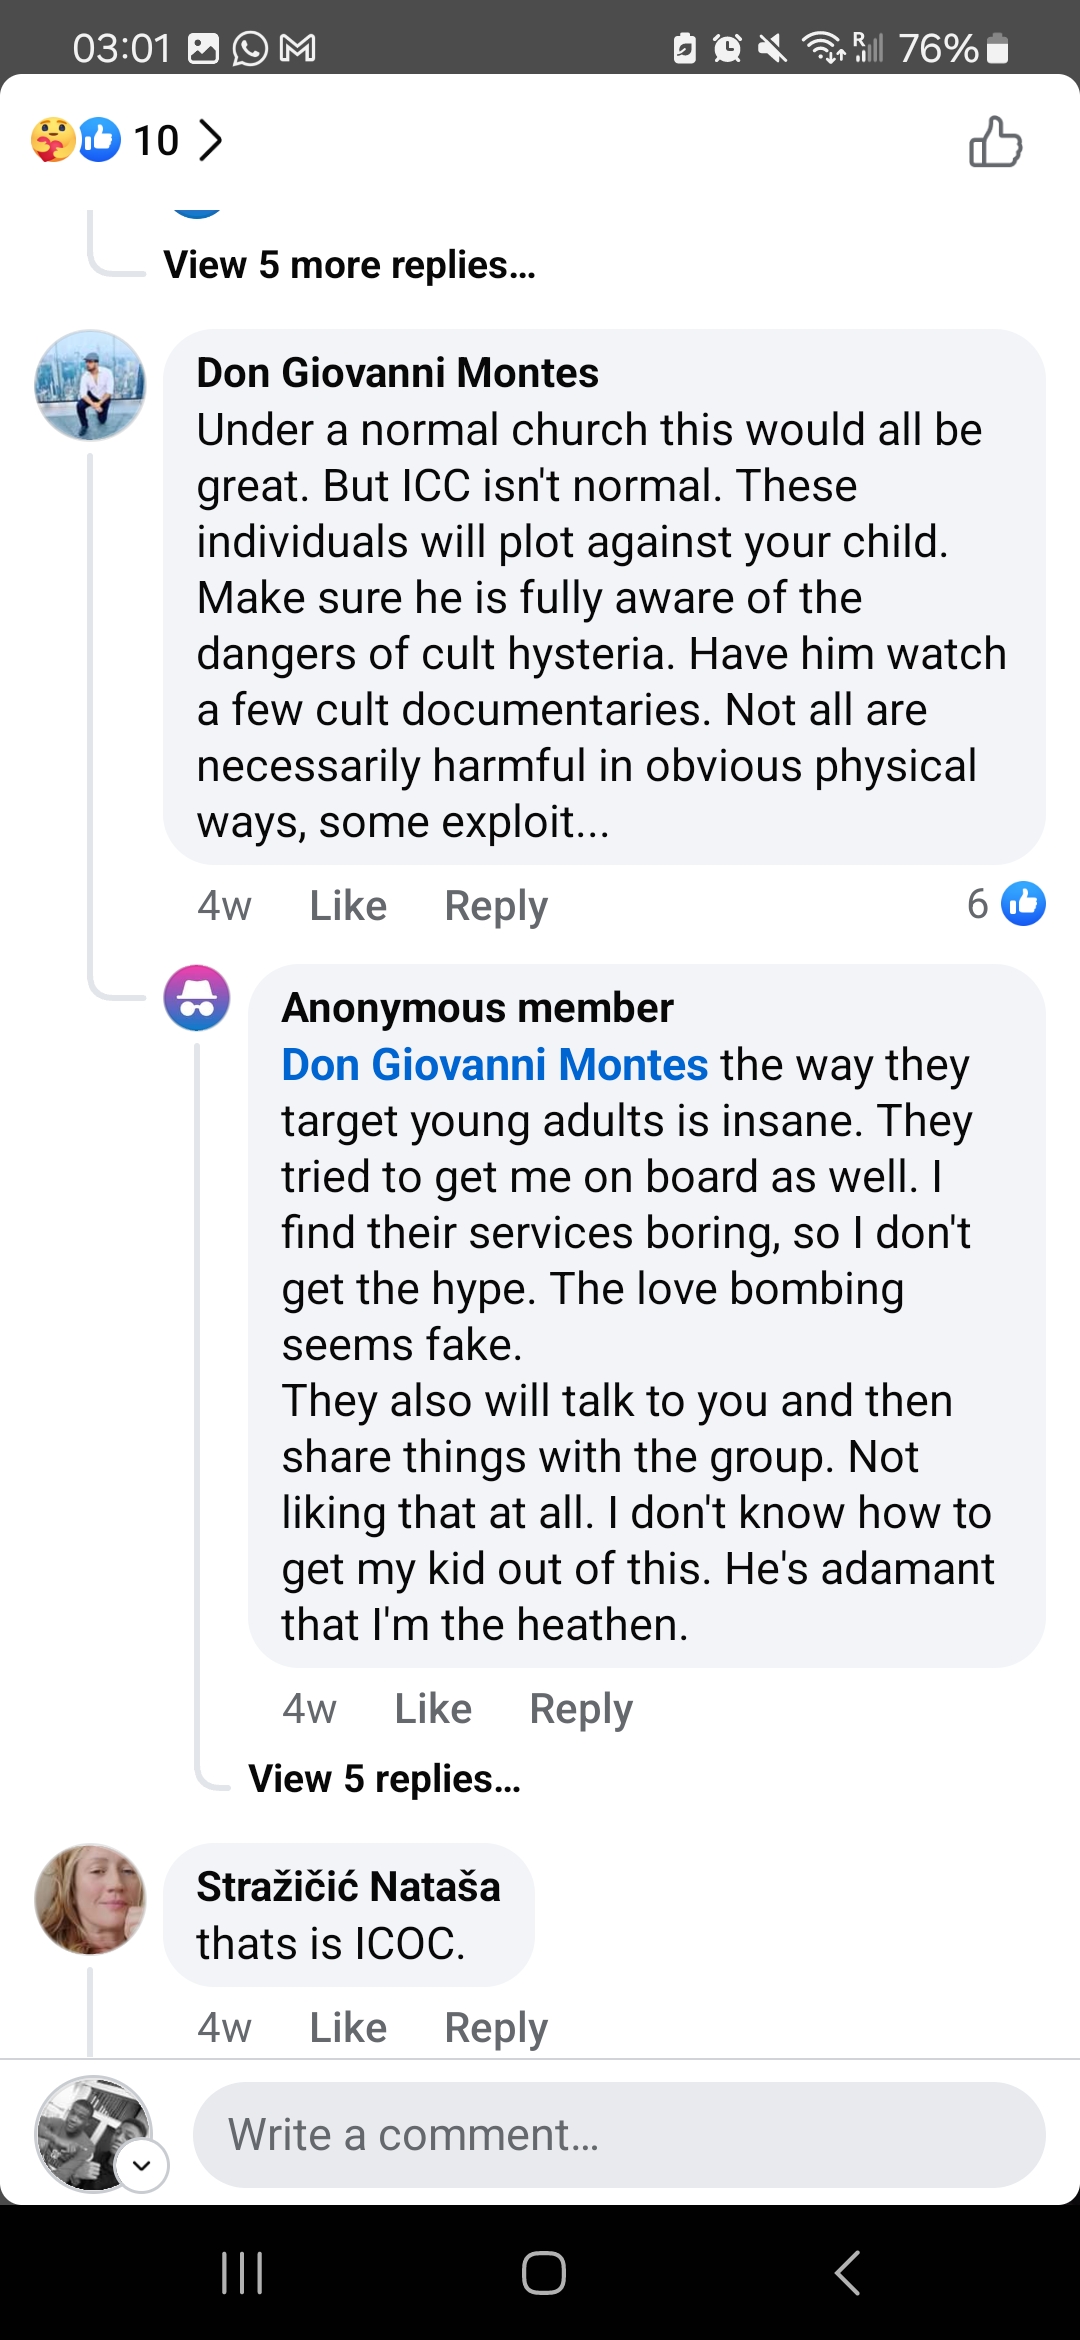 03:01
76%
10
View 5 more replies...
Don Giovanni Montes
Under a normal church this would all be
great. But ICC isn't normal. These
individuals will plot against your child.
Make sure he is fully aware of the
dangers of cult hysteria. Have him watch
a few cult documentaries. Not all are
necessarily harmful in obvious physical
ways, some exploit...
4w Like Reply 6
Anonymous member
Don Giovanni Montes the way they
target young adults is insane. They
tried to get me on board as well. I
find their services boring, so I don't
get the hype. The love bombing
seems fake.
They also will talk to you and then
share things with the group. Not
liking that at all. I don't know how to
get my kid out of this. He's adamant
that I'm the heathen.
4w Like Reply
View 5 replies...
Stražičić Nataša
thats is ICOC.
4w Like Reply
Write a comment...